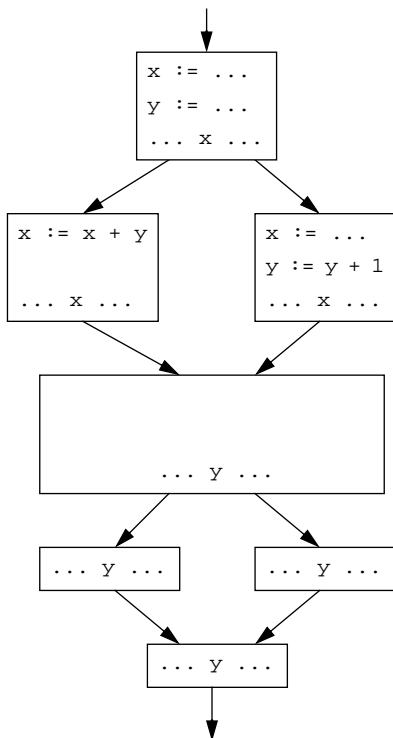 x := ...
y := ...
... x ...
x := x + y
... x ...
x := ...
y := y + 1
... x ...
... y ...
... y ...
... y ...
... y ...